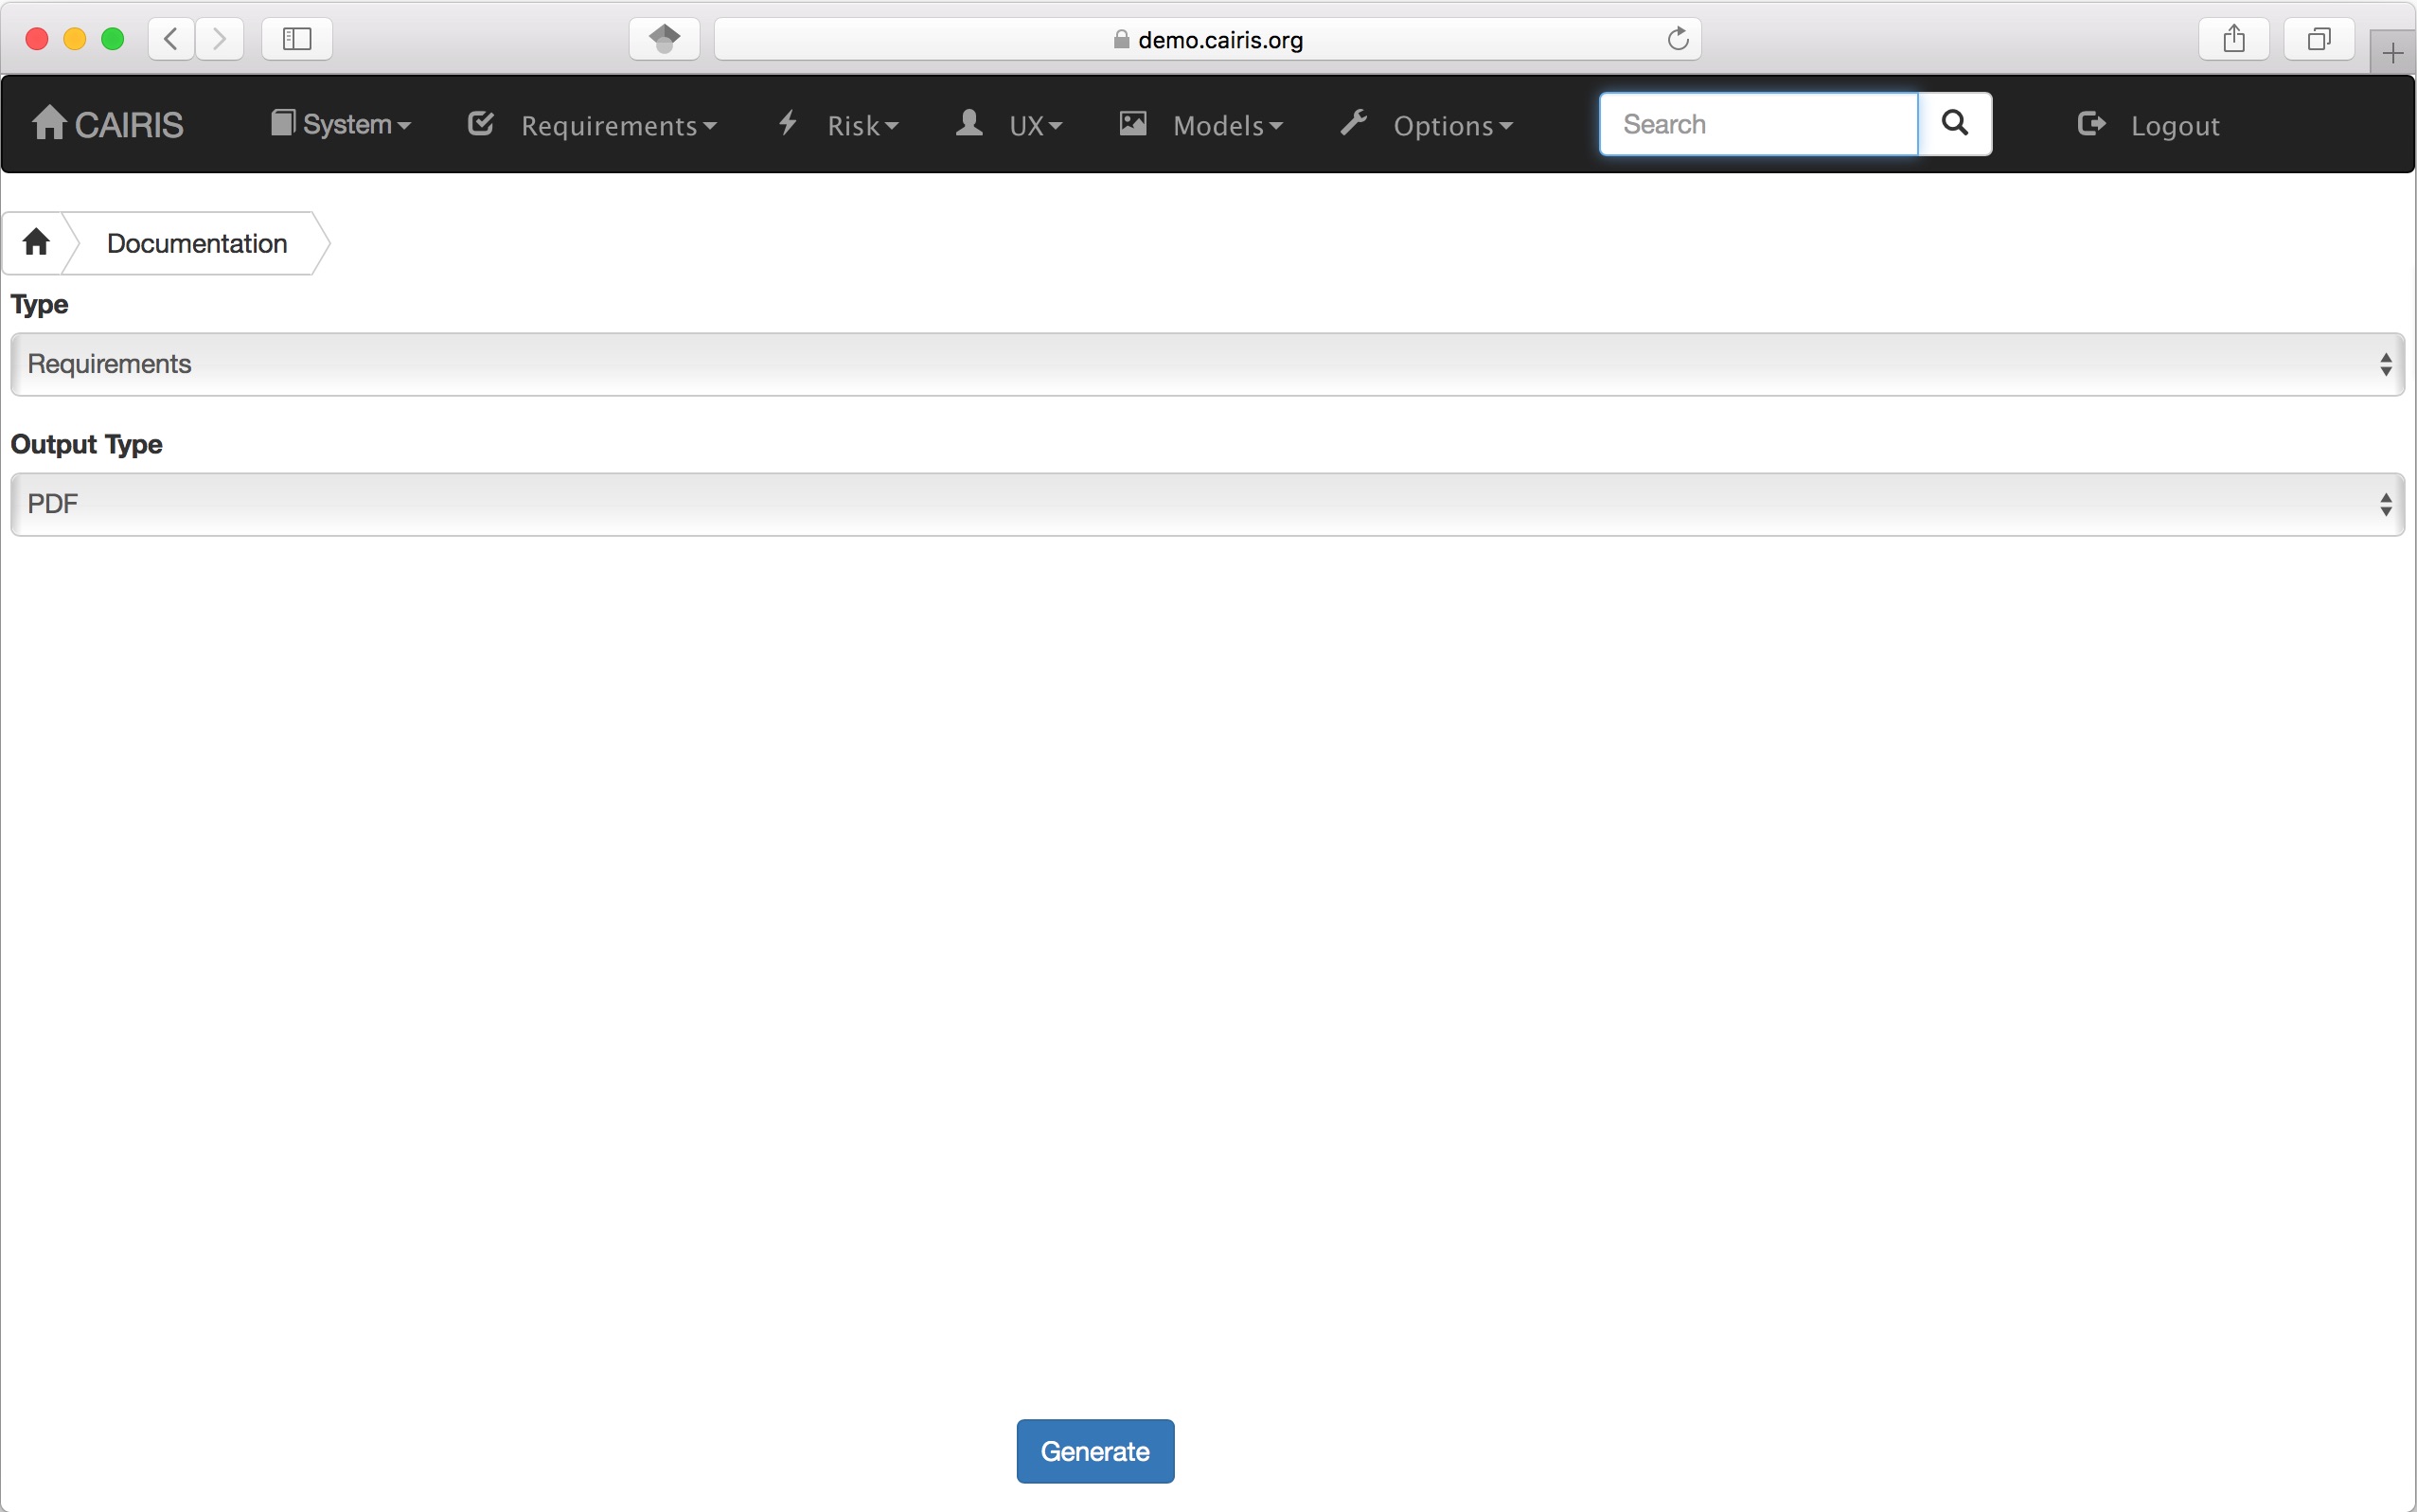 demo.cairis.org
CAIRIS System Requirements Risk UX Models Options Search Logout
Documentation
Type
Requirements
Output Type
PDF
Generate